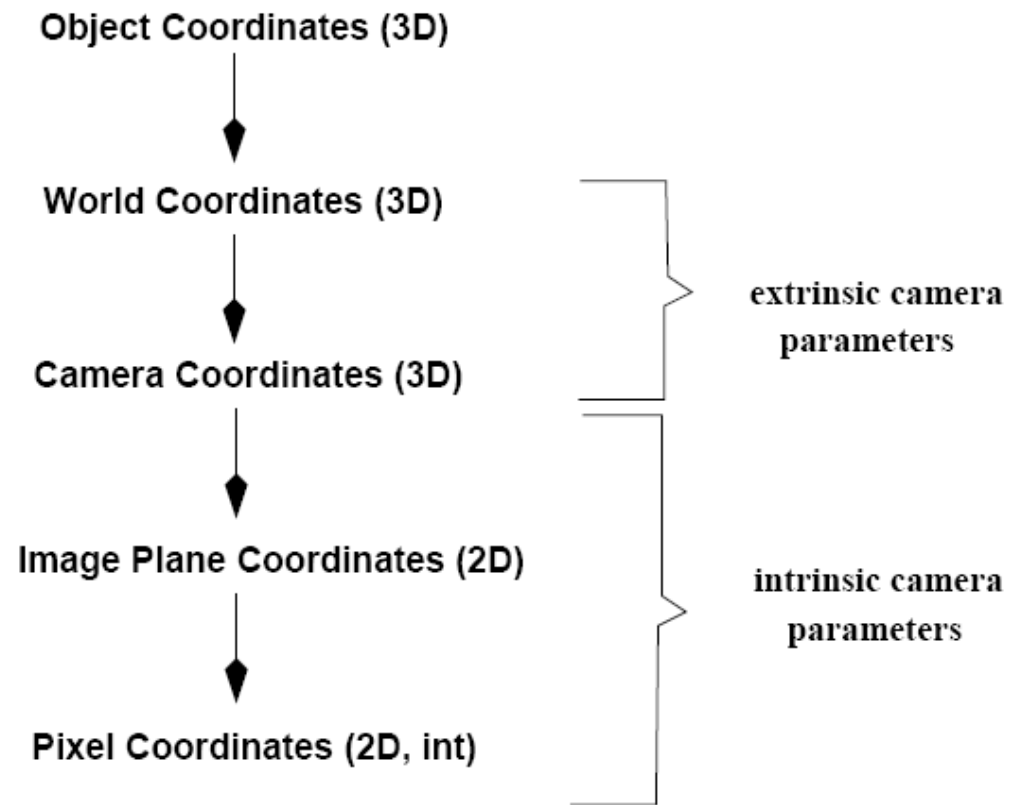 Object Coordinates (3D)
World Coordinates (3D)
extrinsic camera
parameters
Camera Coordinates (3D)
Image Plane Coordinates (2D)
intrinsic camera
parameters
Pixel Coordinates (2D, int)